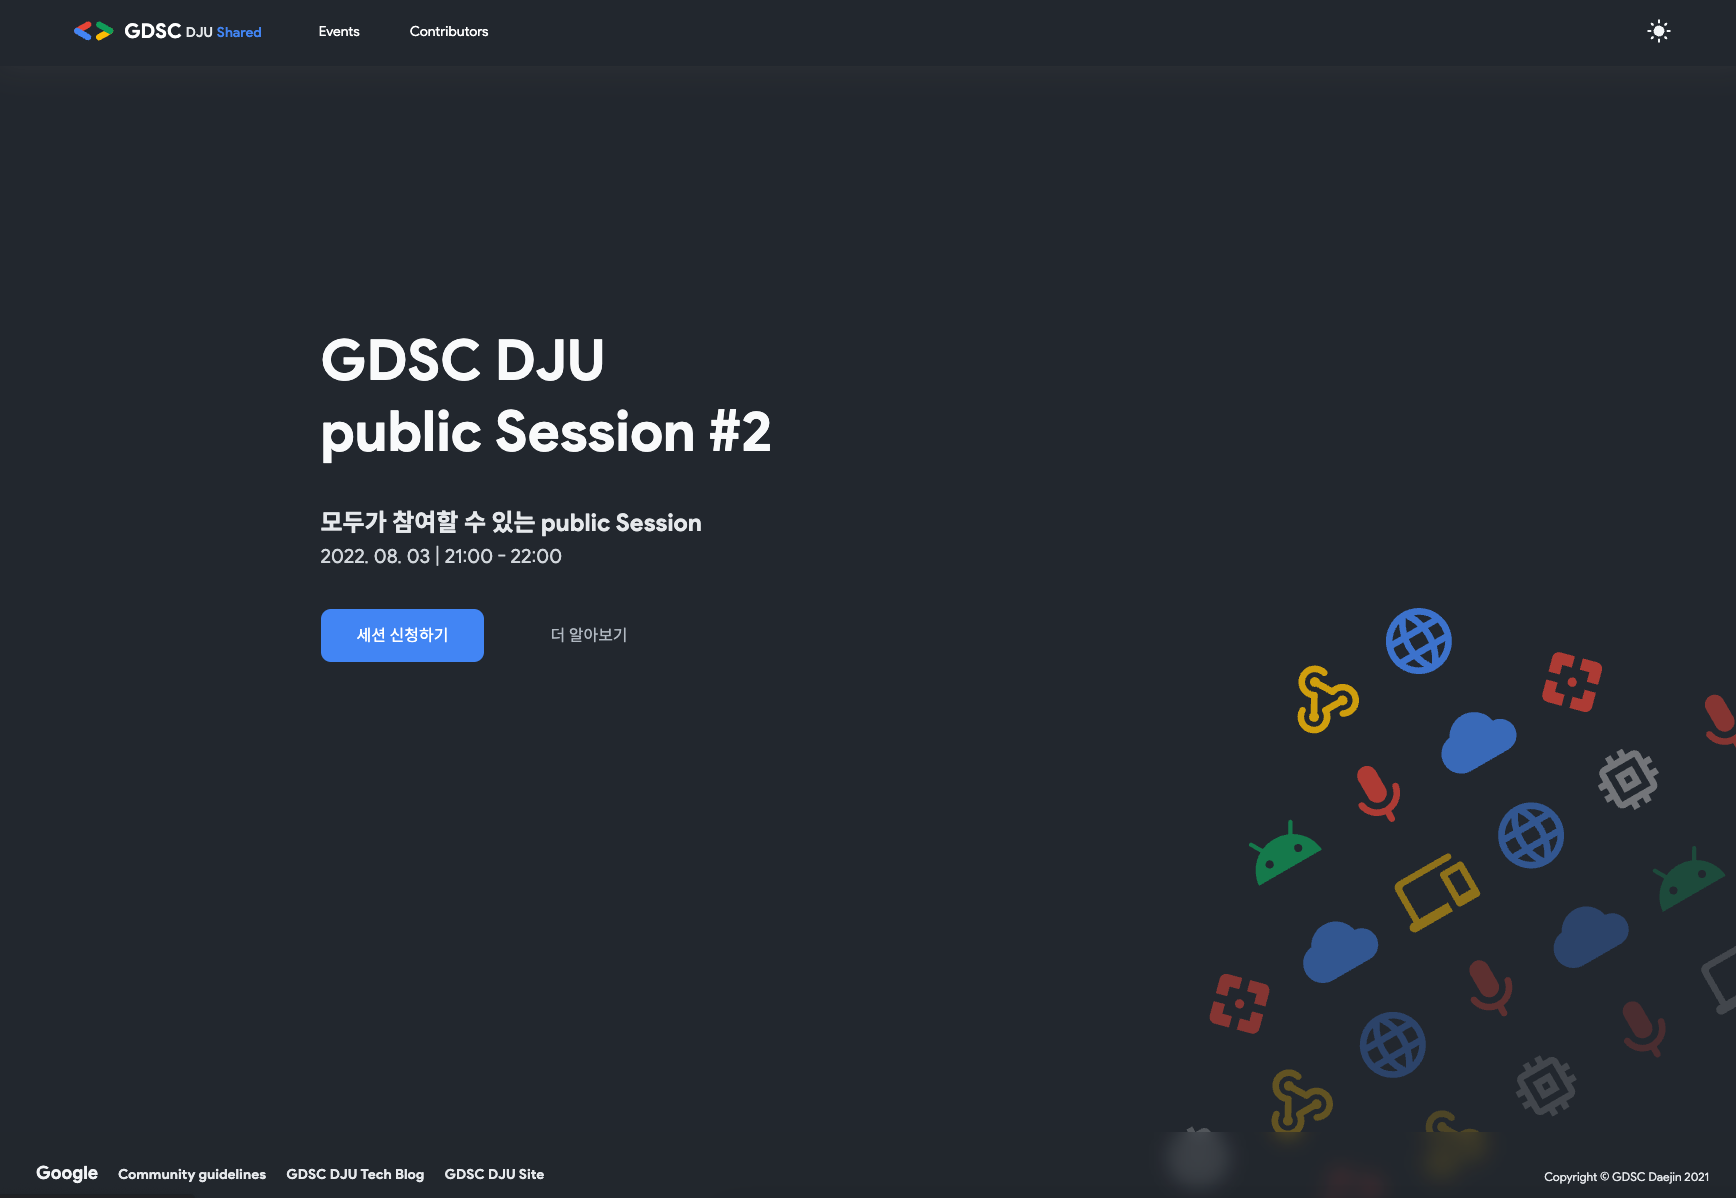 GDSC DJU Shared
Events
Contributors
GDSC DJU
public Session #2
모두가 참여할 수 있는 public Session
2022. 08. 03 | 21:00 - 22:00
세션 신청하기
더 알아보기
Google
Community guidelines
GDSC DJU Tech Blog
GDSC DJU Site
Copyright © GDSC Daejin 2021